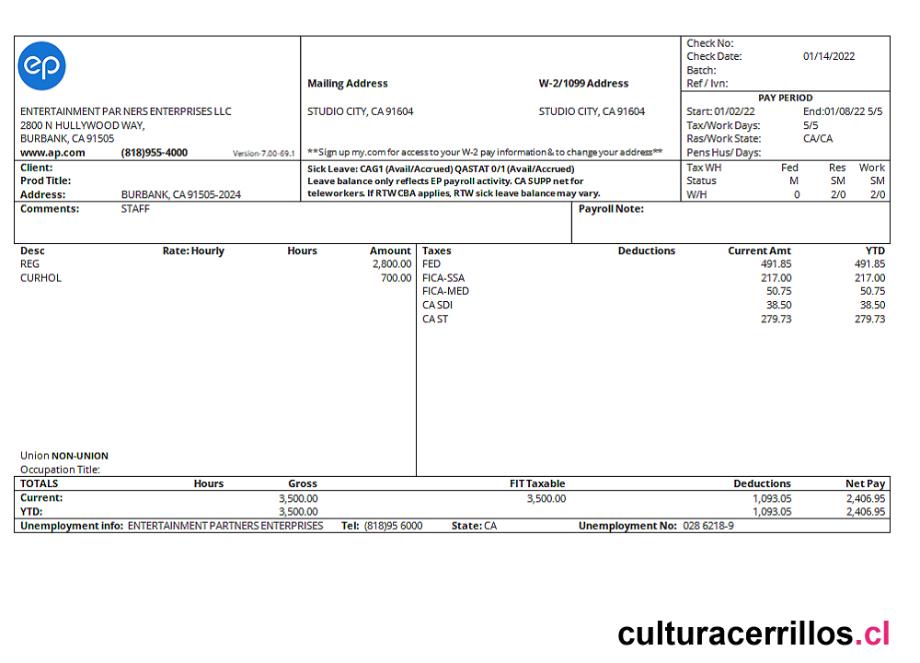 ep
Check No:
Check Date: 01/14/2022
Batch:
Ref / Ivn:
Mailing Address W-2/1099 Address
PAY PERIOD
ENTERTAINMENT PAR NERS ENTERPRISES LLC STUDIO CITY, CA 91604 STUDIO CITY, CA 91604 Start: 01/02/22 End:01/08/22 5/5
2800 N HULLYWOOD WAY, Tax/Work Days: 5/5
BURBANK, CA 91505 Ras/Work State: CA/CA
www.ap.com (818)955-4000 Version-7.00-69.1 **Sign up my.com for access to your W-2 pay information & to change your address** Pens Hus/ Days:
Client: Sick Leave: CAG1 (Avail/Accrued) QASTAT 0/1 (Avail/Accrued) Tax WH Fed Res Work
Prod Title: Leave balance only reflects EP payroll activity. CA SUPP net for Status M SM SM
Address: BURBANK, CA 91505-2024 teleworkers. If RTW CBA applies, RTW sick leave balance may vary. W/H 0 2/0 2/0
Comments: STAFF Payroll Note:
Desc Rate: Hourly Hours Amount Taxes Deductions Current Amt YTD
REG 2,800.00 FED 491.85 491.85
CURHOL 700.00 FICA-SSA 217.00 217.00
FICA-MED 50.75 50.75
CA SDI 38.50 38.50
CA ST 279.73 279.73
Union NON-UNION
Occupation Title:
TOTALS Hours Gross FIT Taxable Deductions Net Pay
Current: 3,500.00 3,500.00 1,093.05 2,406.95
YTD: 3,500.00 1,093.05 2,406.95
Unemployment info: ENTERTAINMENT PARTNERS ENTERPRISES Tel: (818)95 6000 State: CA Unemployment No: 028 6218-9
culturacerrillos.cl